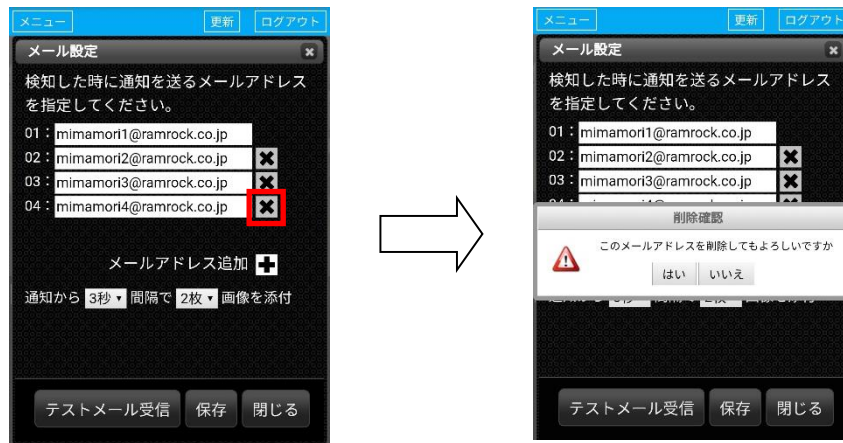 メニュー 更新 ログアウト
メール設定
検知した時に通知を送るメールアドレス
を指定してください。
01：mimamori1@ramrock.co.jp
02：mimamori2@ramrock.co.jp
03：mimamori3@ramrock.co.jp
04：mimamori4@ramrock.co.jp
メールアドレス追加
通知から 3秒 間隔で 2枚 画像を添付
テストメール受信 保存 閉じる
メニュー 更新 ログアウト
メール設定
検知した時に通知を送るメールアドレス
を指定してください。
01：mimamori1@ramrock.co.jp
02：mimamori2@ramrock.co.jp
03：mimamori3@ramrock.co.jp
削除確認
このメールアドレスを削除してもよろしいですか
はい いいえ
テストメール受信 保存 閉じる